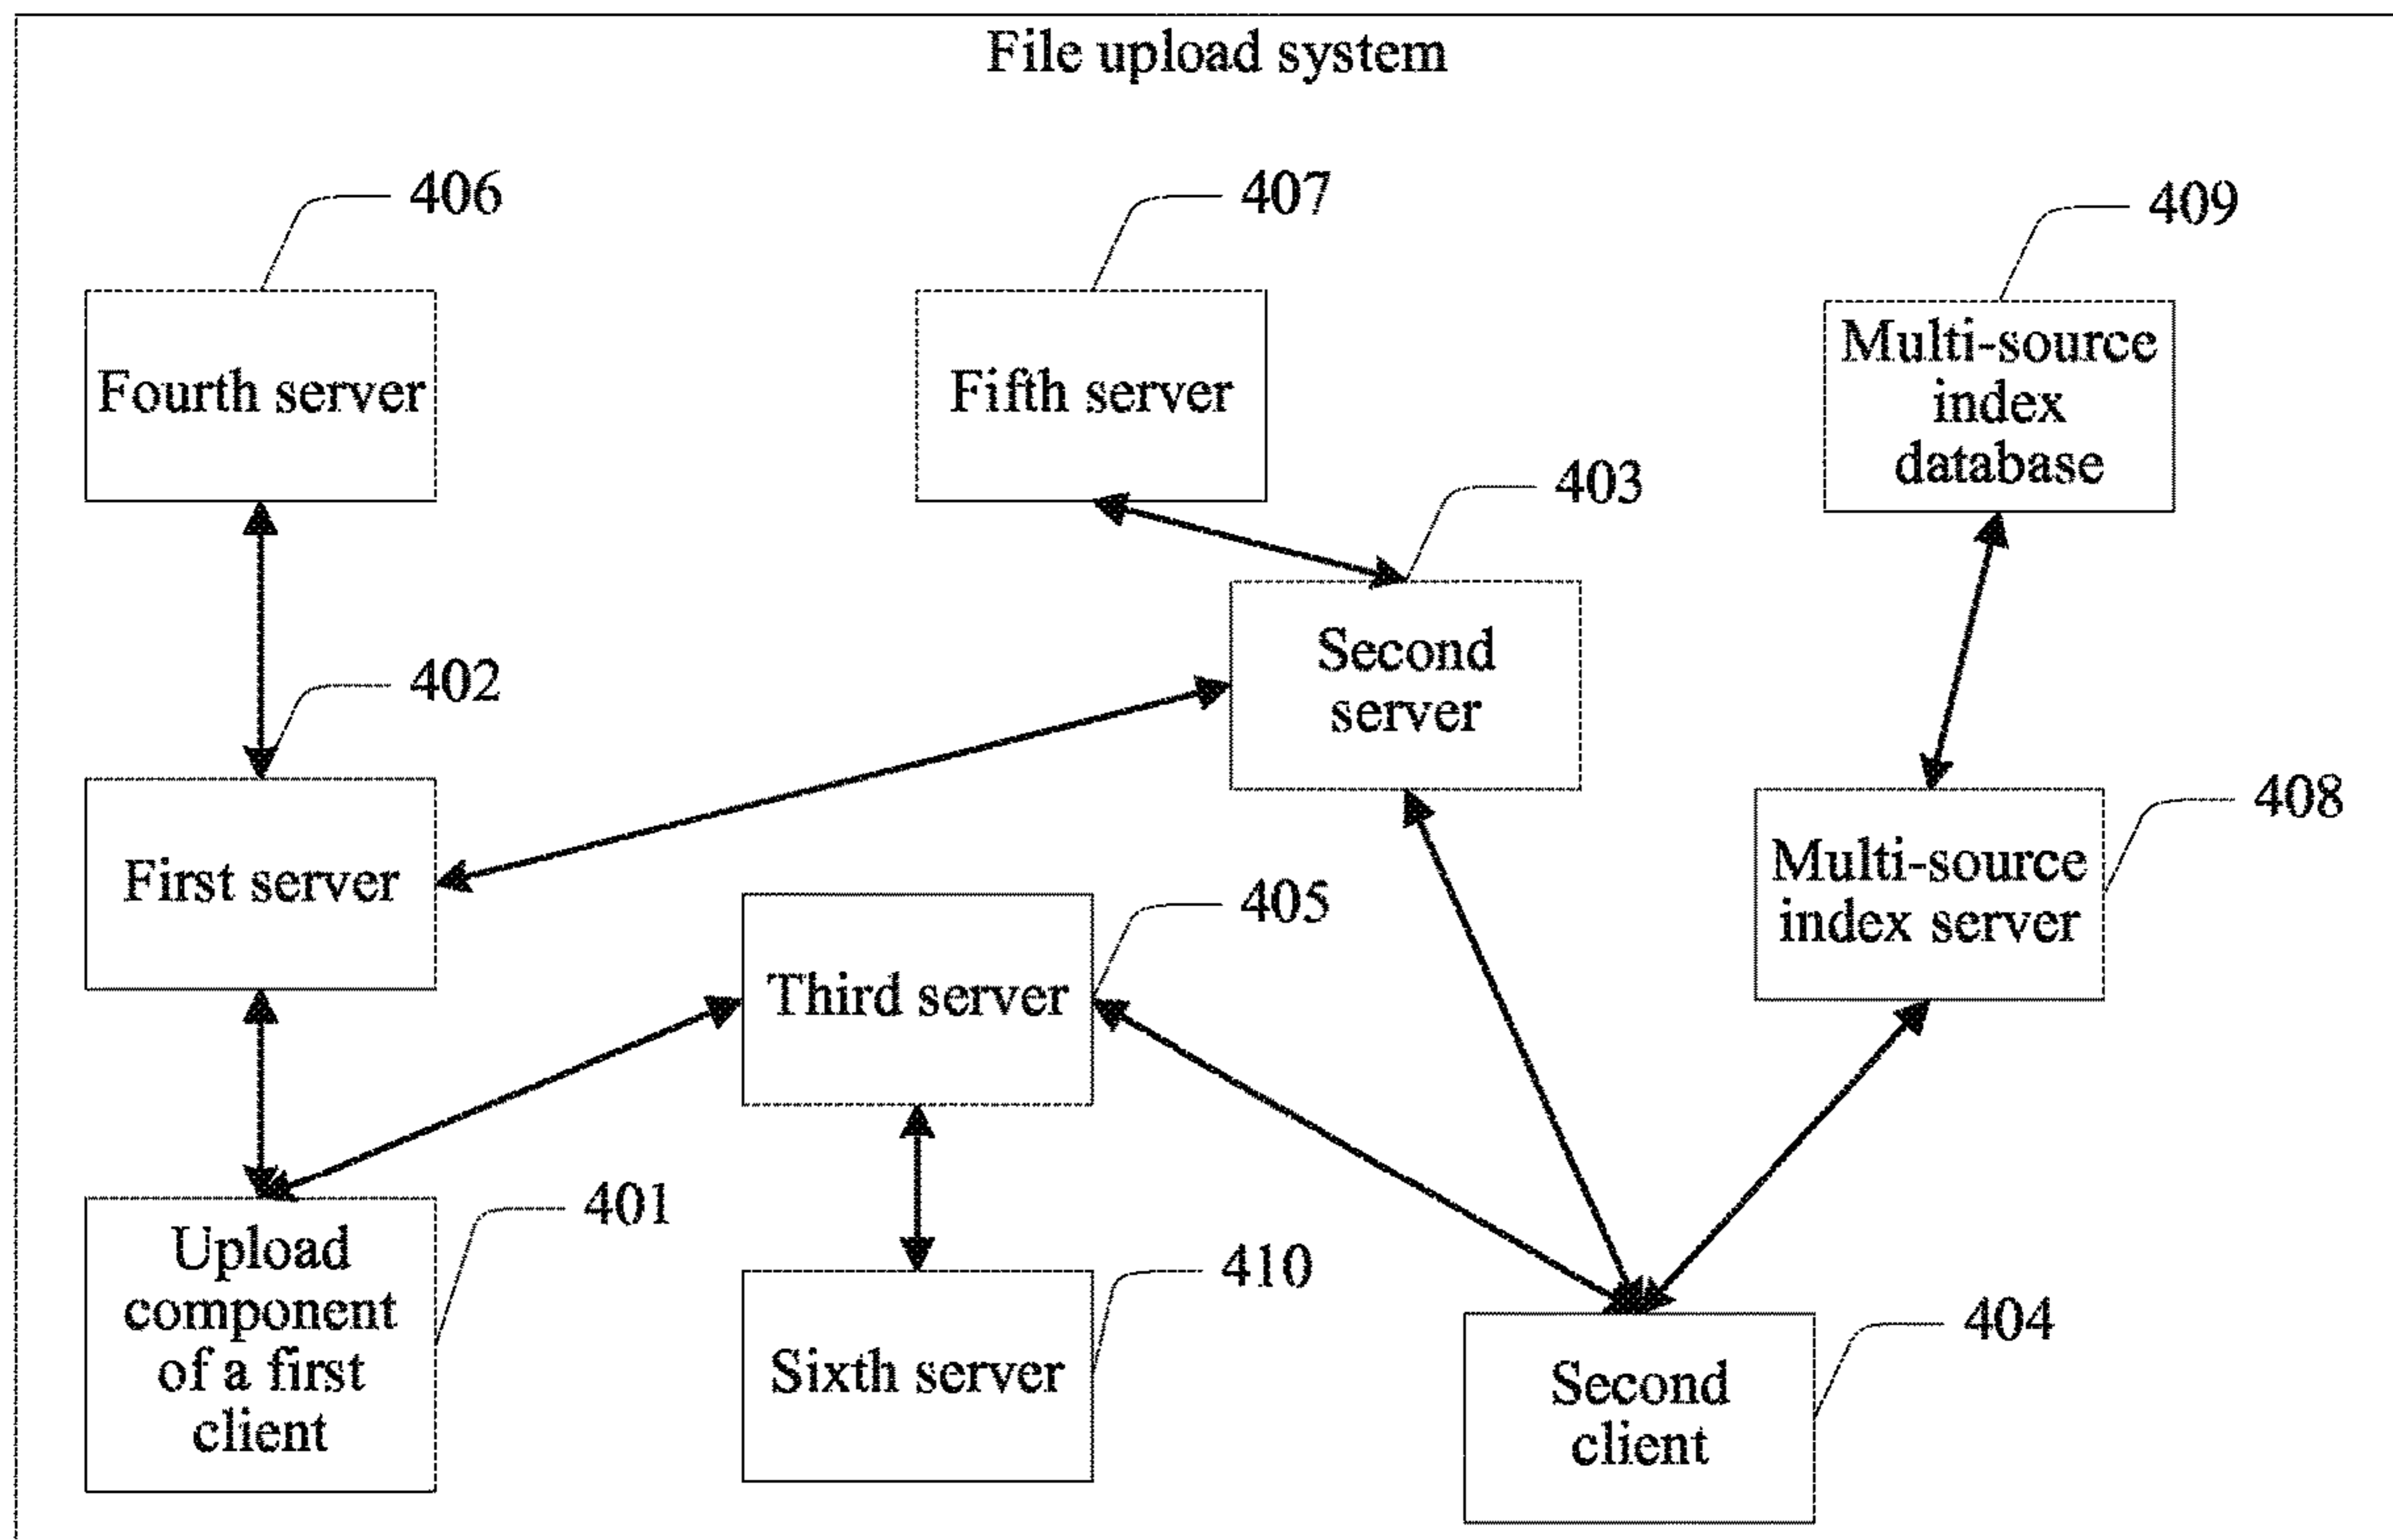 File upload system
406
407
409
Fourth server
Fifth server
Multi-source
index
database
403
Second
server
402
408
First server
Multi-source
index server
405
Third server
401
Upload
component
of a first
client
410
Sixth server
404
Second
client